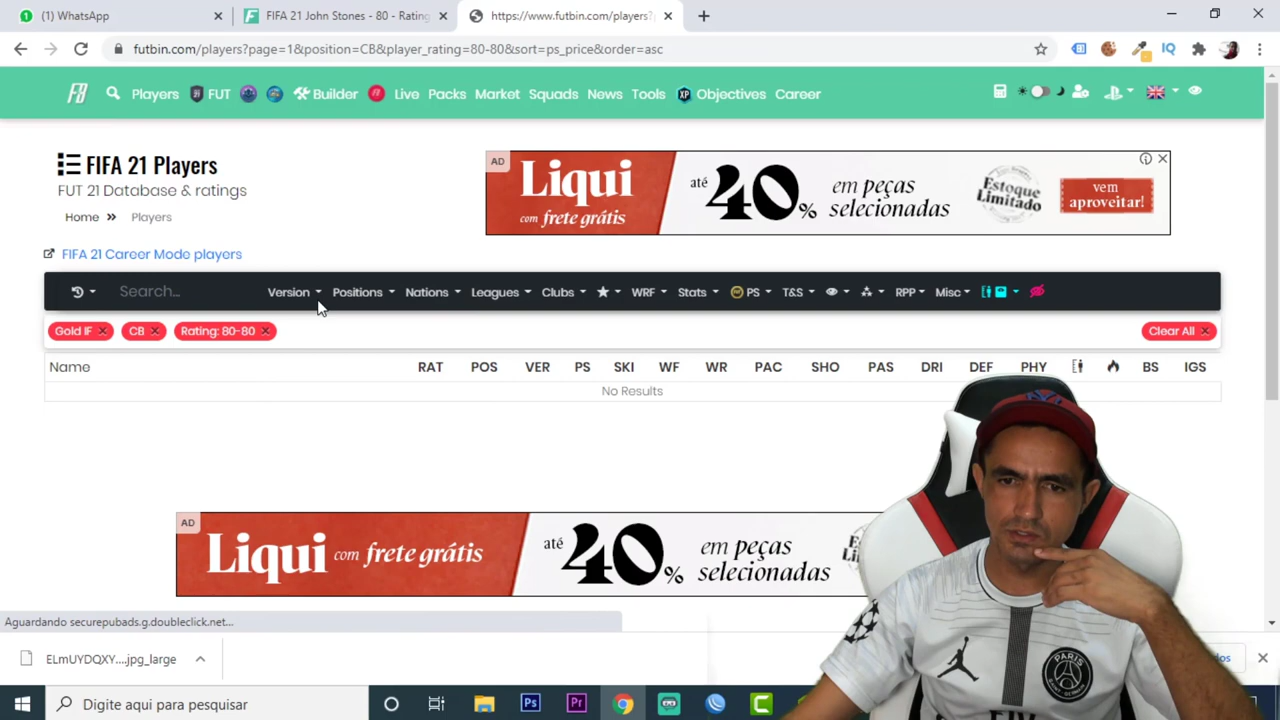 (1) WhatsApp
FIFA 21 John Stones - 80 - Rating
https://www.futbin.com/players?
futbin.com/players?page=1&position=CB&player_rating=80-80&sort=ps_price&order=asc
IQ
Players FUT Builder Live Packs Market Squads News Tools XP Objectives Career
FIFA 21 Players
FUT 21 Database & ratings
Home » Players
AD
Liqui
com frete grátis
até
40%
em peças
selecionadas
Estoque
Limitado
vem
aproveitar!
FIFA 21 Career Mode players
Search...
Version Positions Nations Leagues Clubs WRF Stats PS T&S RPP Misc
Gold IF CB Rating: 80-80
Clear All
Name RAT POS VER PS SKI WF WR PAC SHO PAS DRI DEF PHY BS IGS
No Results
AD
Liqui com frete grátis
até
40%
em peças
selecionadas
Aguardando securepubads.g.doubleclick.net...
ELmUYDQXY....jpg_large
Digite aqui para pesquisar
Ps
Pr
PARIS